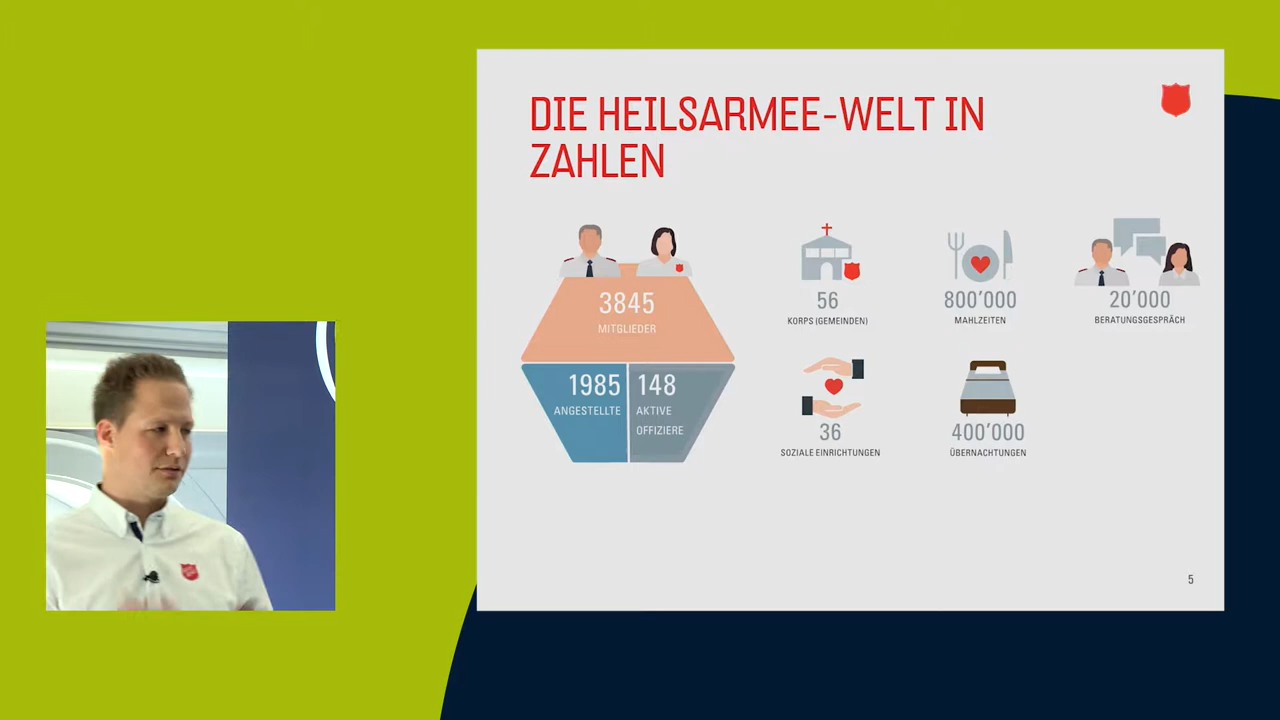 DIE HEILSARMEE-WELT IN
ZAHLEN
3845
MITGLIEDER
1985
ANGESTELLTE
148
AKTIVE
OFFIZIERE
56
KORPS (GEMEINDEN)
800’000
MAHLZEITEN
20’000
BERATUNGSGESPRÄCH
36
SOZIALE EINRICHTUNGEN
400’000
ÜBERNACHTUNGEN
5